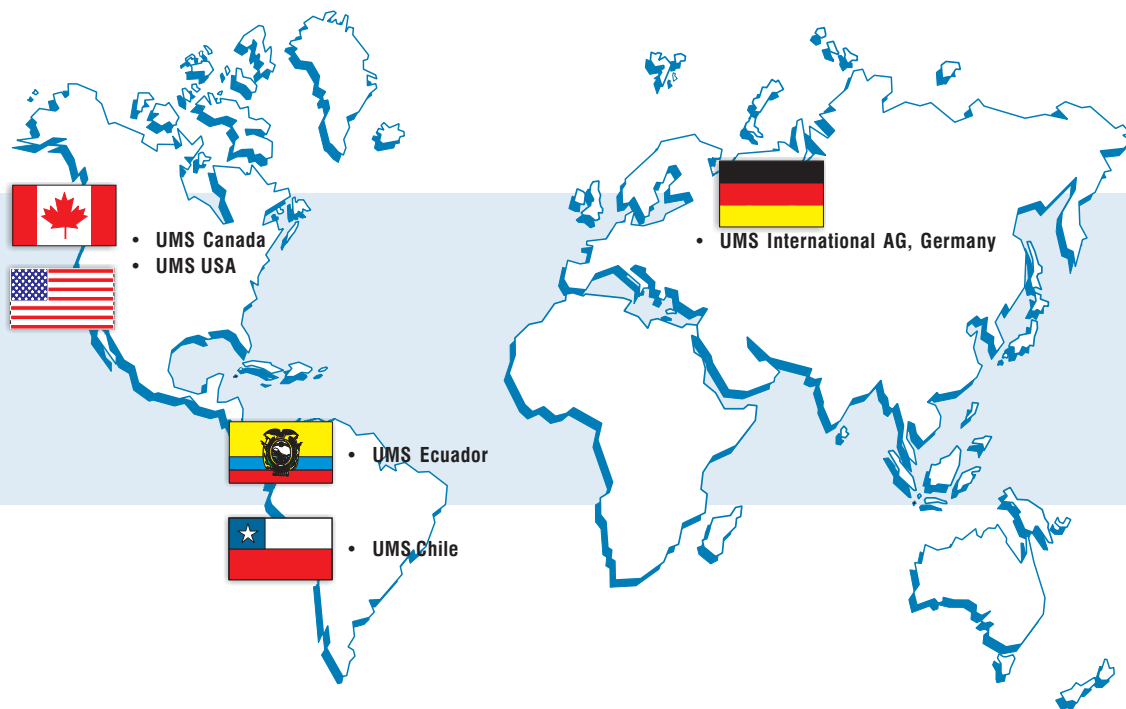 • UMS Canada
• UMS USA
• UMS International AG, Germany
• UMS Ecuador
• UMS Chile